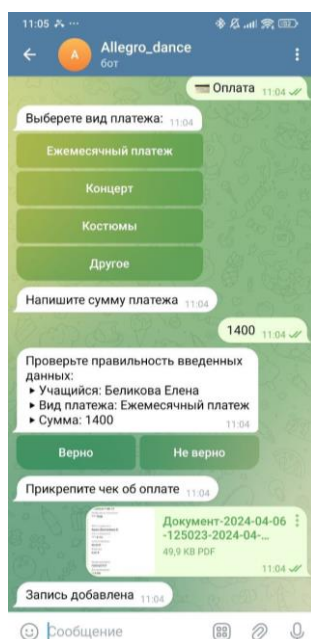 11:05
Allegro_dance
бот
Оплата 11:04
Выберете вид платежа: 11:04
Ежемесячный платеж
Концерт
Костюмы
Другое
Напишите сумму платежа 11:04
1400 11:04
Проверьте правильность введенных
данных:
▸ Учащийся: Беликова Елена
▸ Вид платежа: Ежемесячный платеж
▸ Сумма: 1400
11:04
Верно Не верно
Прикрепите чек об оплате 11:04
Документ-2024-04-06
-125023-2024-04-...
49,9 KB PDF
11:04
Запись добавлена 11:04
Сообщение